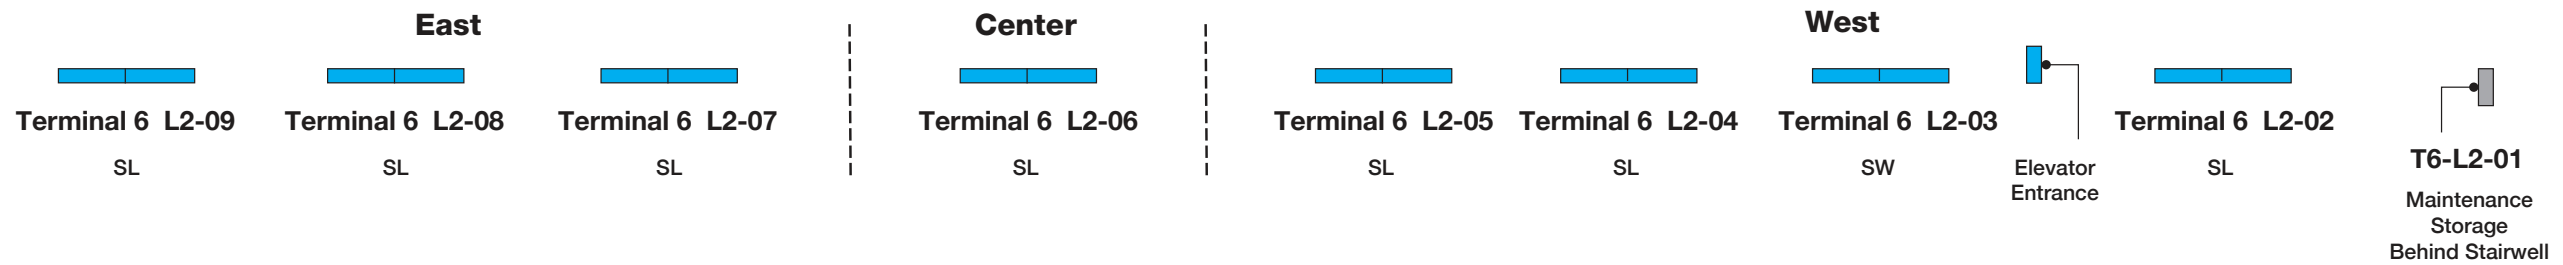 East
Center
West
Terminal 6 L2-09
SL
Terminal 6 L2-08
SL
Terminal 6 L2-07
SL
Terminal 6 L2-06
SL
Terminal 6 L2-05
SL
Terminal 6 L2-04
SL
Terminal 6 L2-03
SW
Elevator
Entrance
Terminal 6 L2-02
SL
T6-L2-01
Maintenance
Storage
Behind Stairwell